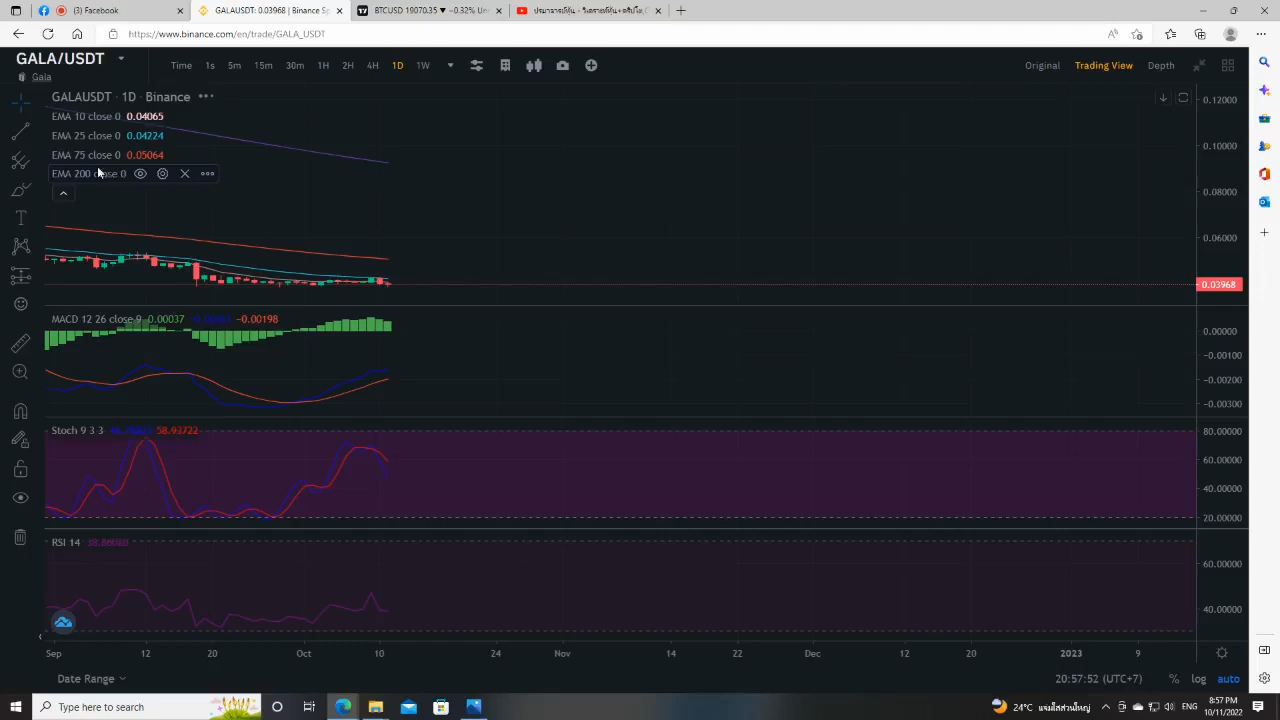 (3) Facebook
GALAUSDT: 0.03968 | Binance Sp
BTCUSD 19070.35 ▼ −0.32% Un
https://www.binance.com/en/trade/GALA_USDT
GALA/USDT
Gala
Time 1s 5m 15m 30m 1H 2H 4H 1D 1W
Original Trading View Depth
GALAUSDT · 1D · Binance
EMA 10 close 0 0.04065
EMA 25 close 0 0.04224
EMA 75 close 0 0.05064
EMA 200 close 0
0.12000
0.10000
0.08000
0.06000
0.03968
MACD 12 26 close 9 0.00037 −0.00198
0.00000
−0.00100
−0.00200
−0.00300
Stoch 9 3 3 58.93722
80.00000
60.00000
40.00000
20.00000
RSI 14
60.00000
40.00000
Sep 12 20 Oct 10 24 Nov 14 22 Dec 12 20 2023 9
Date Range
20:57:52 (UTC+7) % log auto
Type here to search
24°C
8:57 PM
10/11/2022